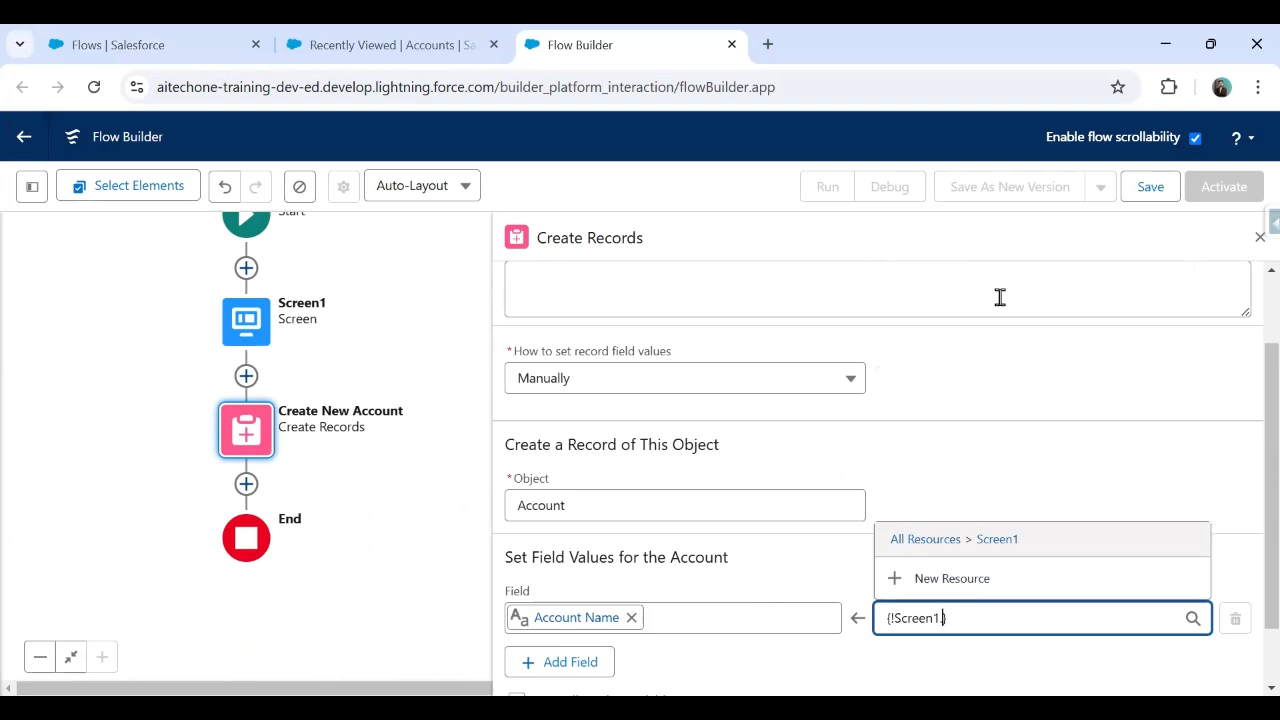 Flows | Salesforce
Recently Viewed | Accounts | Sa
Flow Builder
aitechone-training-dev-ed.develop.lightning.force.com/builder_platform_interaction/flowBuilder.app
Flow Builder
Enable flow scrollability
?
Select Elements
Auto-Layout
Run
Debug
Save As New Version
Save
Activate
Start
Create Records
Screen1
Screen
*How to set record field values
Manually
Create New Account
Create Records
Create a Record of This Object
*Object
Account
End
All Resources > Screen1
Set Field Values for the Account
New Resource
Field
Aa Account Name
{!Screen1.}
Add Field